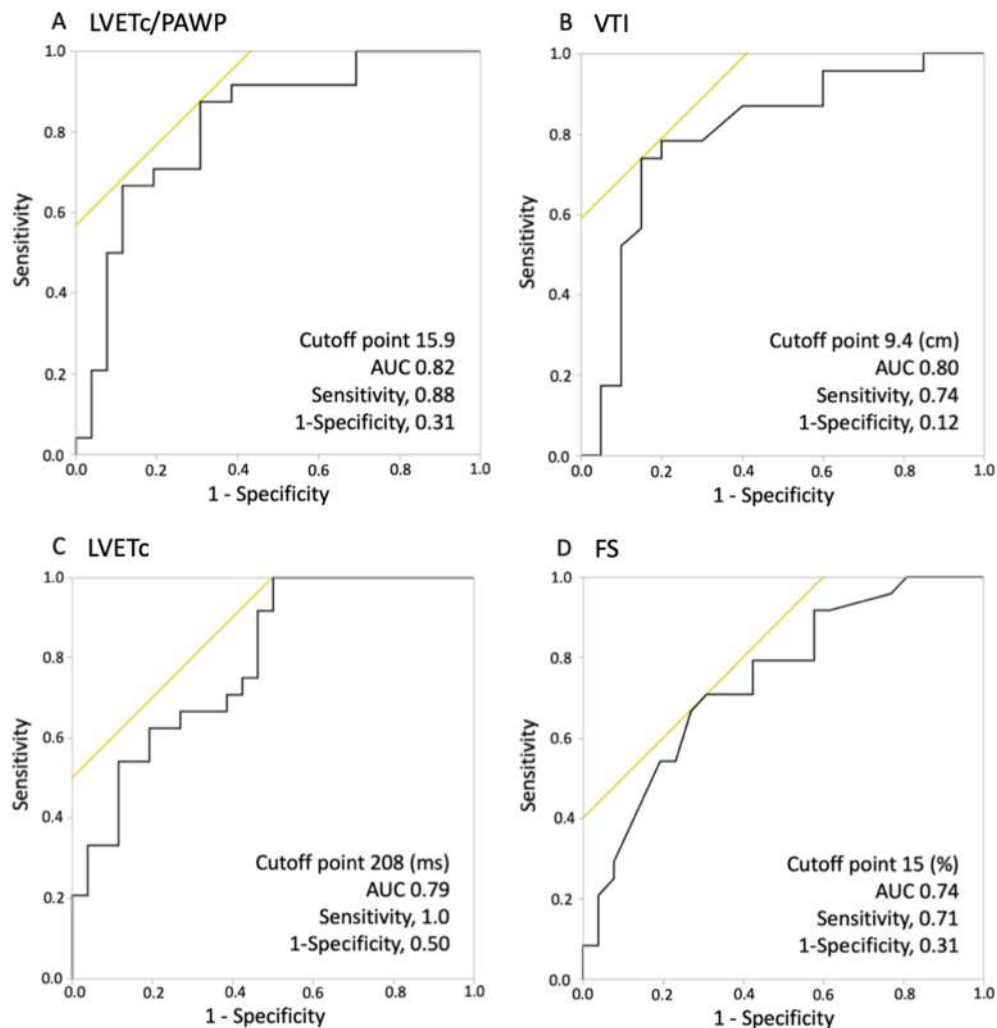 A LVETc/PAWP
1.0
0.8
0.6
0.4
0.2
0.0
Sensitivity
Cutoff point 15.9
AUC 0.82
Sensitivity, 0.88
1-Specificity, 0.31
0.0 0.2 0.4 0.6 0.8 1.0
1 - Specificity
B VTI
1.0
0.8
0.6
0.4
0.2
0.0
Sensitivity
Cutoff point 9.4 (cm)
AUC 0.80
Sensitivity, 0.74
1-Specificity, 0.12
0.0 0.2 0.4 0.6 0.8 1.0
1 - Specificity
C LVETc
1.0
0.8
0.6
0.4
0.2
0.0
Sensitivity
Cutoff point 208 (ms)
AUC 0.79
Sensitivity, 1.0
1-Specificity, 0.50
0.0 0.2 0.4 0.6 0.8 1.0
1 - Specificity
D FS
1.0
0.8
0.6
0.4
0.2
0.0
Sensitivity
Cutoff point 15 (%)
AUC 0.74
Sensitivity, 0.71
1-Specificity, 0.31
0.0 0.2 0.4 0.6 0.8 1.0
1 - Specificity